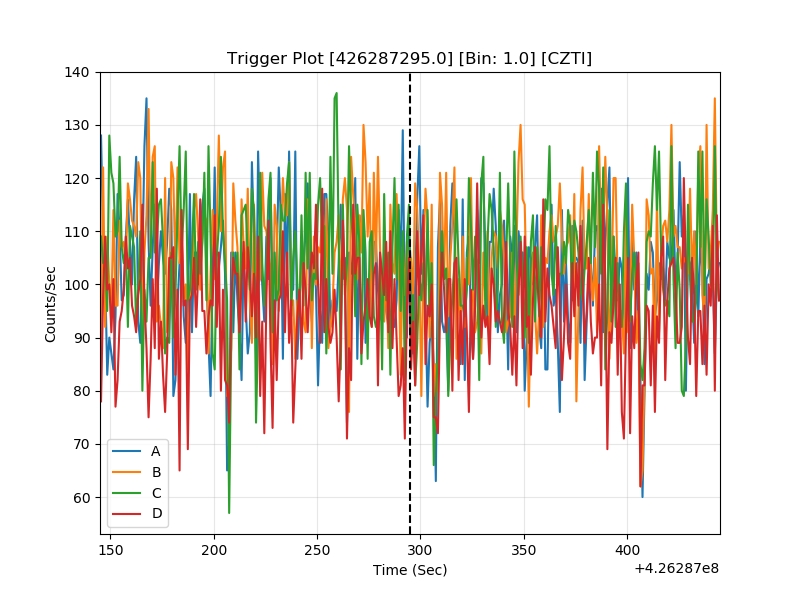 Trigger Plot [426287295.0] [Bin: 1.0] [CZTI]
140
130
120
110
100
90
80
70
60
Counts/Sec
A
B
C
D
150
200
250
300
350
400
Time (Sec)
+4.26287e8